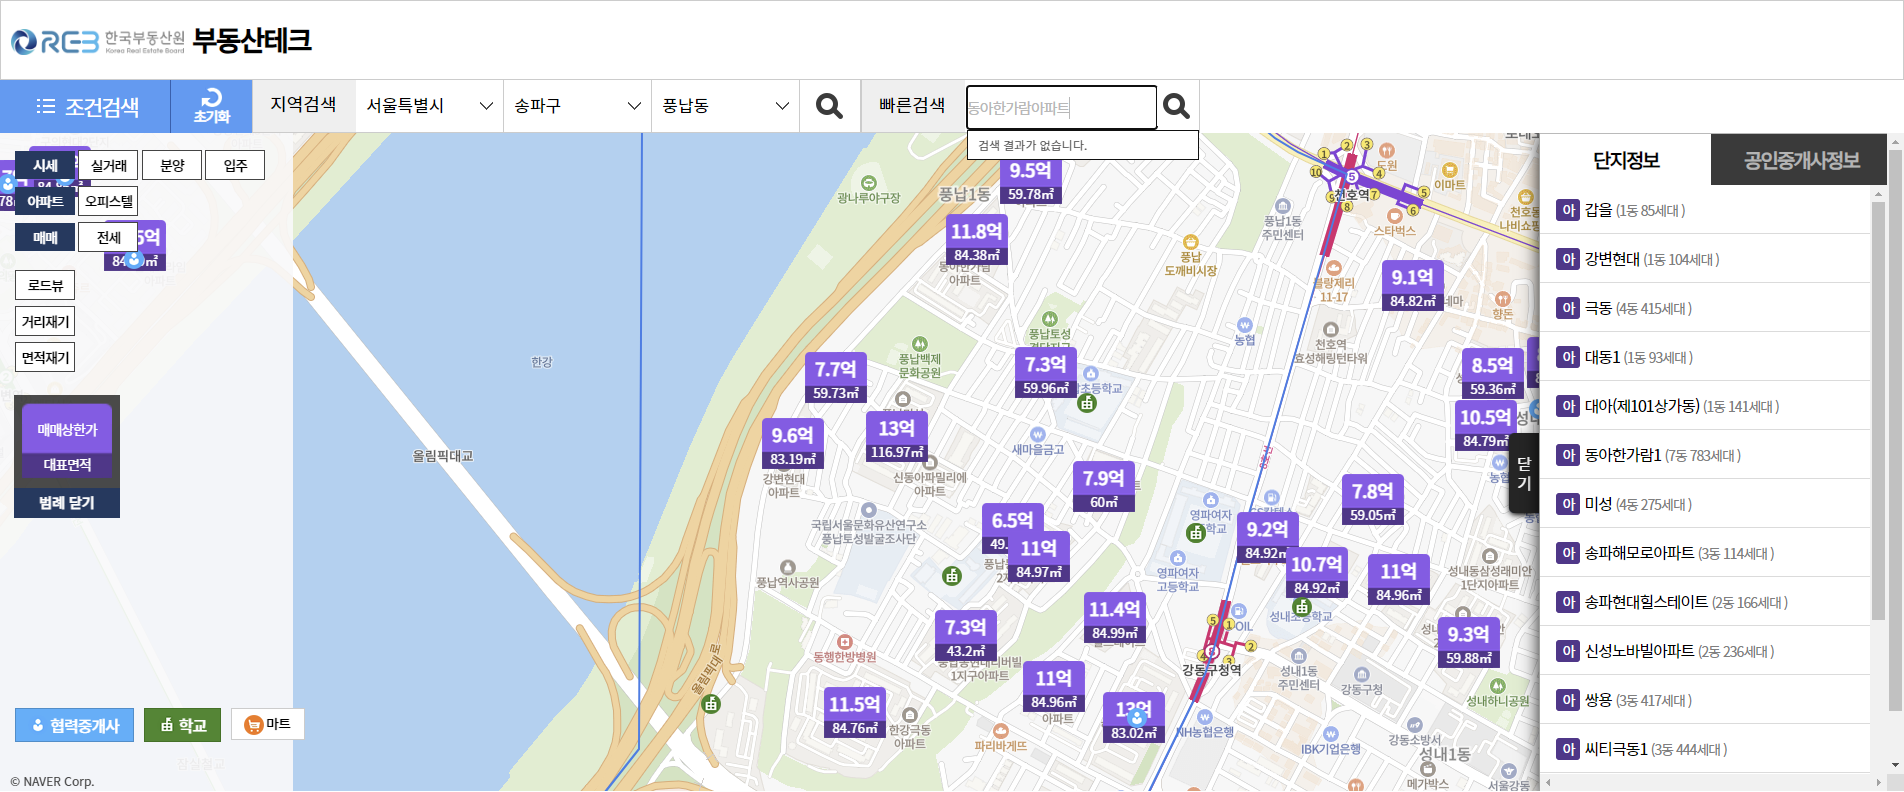 REB 한국부동산원 Korea Real Estate Board 부동산테크
조건검색
초기화
지역검색
서울특별시
송파구
풍납동
빠른검색
동아한가람아파트
검색 결과가 없습니다.
시세
실거래
분양
입주
아파트
오피스텔
매매
전세
로드뷰
거리재기
면적재기
매매상한가
대표면적
범례 닫기
협력중개사
학교
마트
© NAVER Corp.
한강
올림픽대교
올림픽대로
광나루야구장
풍납1동
9.5억
59.78㎡
11.8억
84.38㎡
동아한가람
아파트
풍납
도깨비시장
풍납1동
주민센터
천호역
도원
이마트
스타벅스
블랑제리
11-17
9.1억
84.82㎡
향돈
천호역
효성해링턴타워
농협
풍납토성
풍납백제
문화공원
7.7억
59.73㎡
7.3억
59.96㎡
8.5억
59.36㎡
10.5억
84.79㎡
9.6억
83.19㎡
13억
116.97㎡
강변현대
아파트
신동아파밀리에
아파트
새마을금고
7.9억
60㎡
8호선
7.8억
59.05㎡
국립서울문화유산연구소
풍납토성발굴조사단
6.5억
11억
84.97㎡
영파여자
9.2억
10.7억
84.92㎡
11억
84.96㎡
영파여자
고등학교
풍납역사공원
성내동삼성래미안
1단지아파트
11.4억
84.99㎡
7.3억
43.2㎡
1지구아파트
동행한방병원
강동구청역
성내1동
주민센터
강동구청
9.3억
59.88㎡
11억
84.96㎡
아파트
11.5억
84.76㎡
한강극동
아파트
파리바게뜨
83.02㎡
NH농협은행
IBK기업은행
강동소방서
성내1동
메가박스
성내하니공원
서울강동
닫기
단지정보
공인중개사정보
아 갑을 (1동 85세대 )
아 강변현대 (1동 104세대 )
아 극동 (4동 415세대 )
아 대동1 (1동 93세대 )
아 대아(제101상가동) (1동 141세대 )
아 동아한가람1 (7동 783세대 )
아 미성 (4동 275세대 )
아 송파해모로아파트 (3동 114세대 )
아 송파현대힐스테이트 (2동 166세대 )
아 신성노바빌아파트 (2동 236세대 )
아 쌍용 (3동 417세대 )
아 씨티극동1 (3동 444세대 )